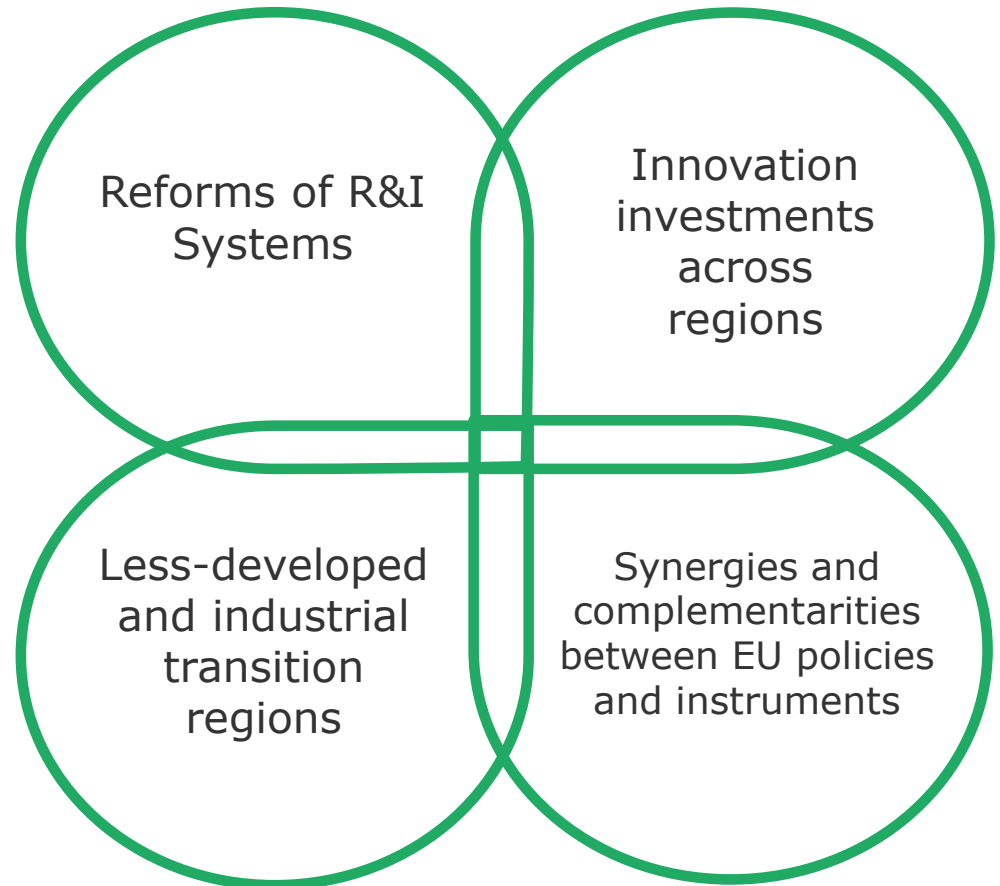 Reforms of R&I
Systems
Innovation
investments
across
regions
Less-developed
and industrial
transition
regions
Synergies and
complementarities
between EU policies
and instruments